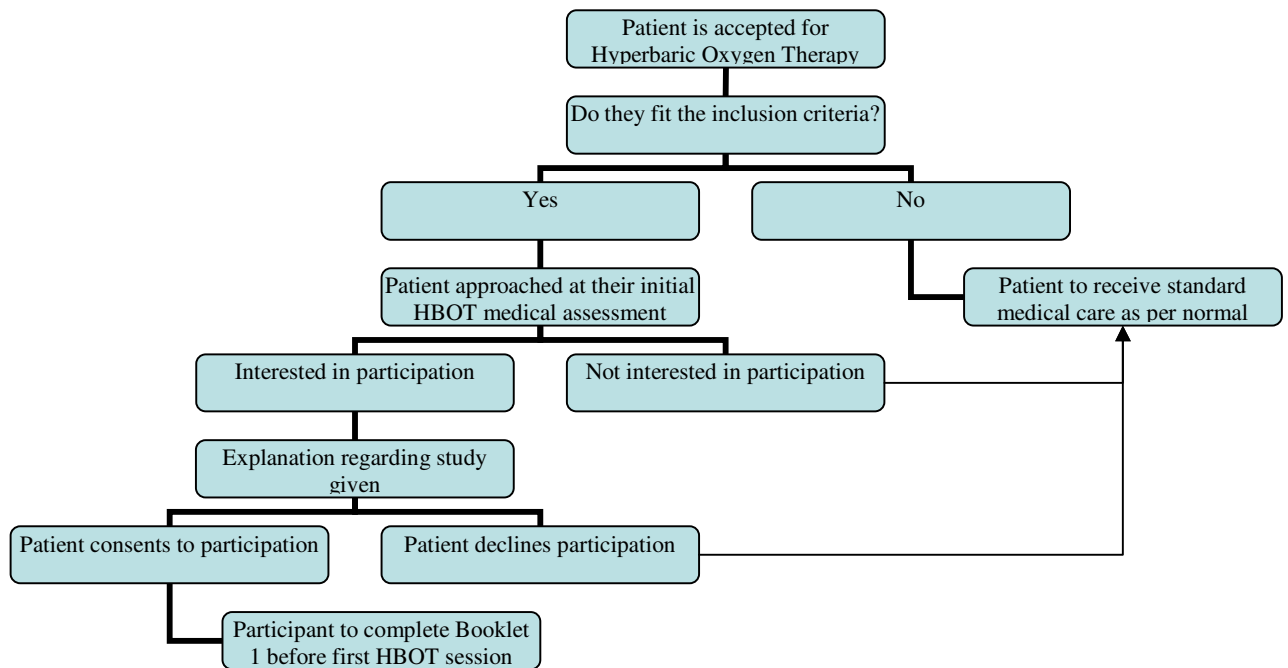 Patient is accepted for
Hyperbaric Oxygen Therapy
Do they fit the inclusion criteria?
Yes
No
Patient approached at their initial
HBOT medical assessment
Patient to receive standard
medical care as per normal
Interested in participation
Not interested in participation
Explanation regarding study
given
Patient consents to participation
Patient declines participation
Participant to complete Booklet
1 before first HBOT session